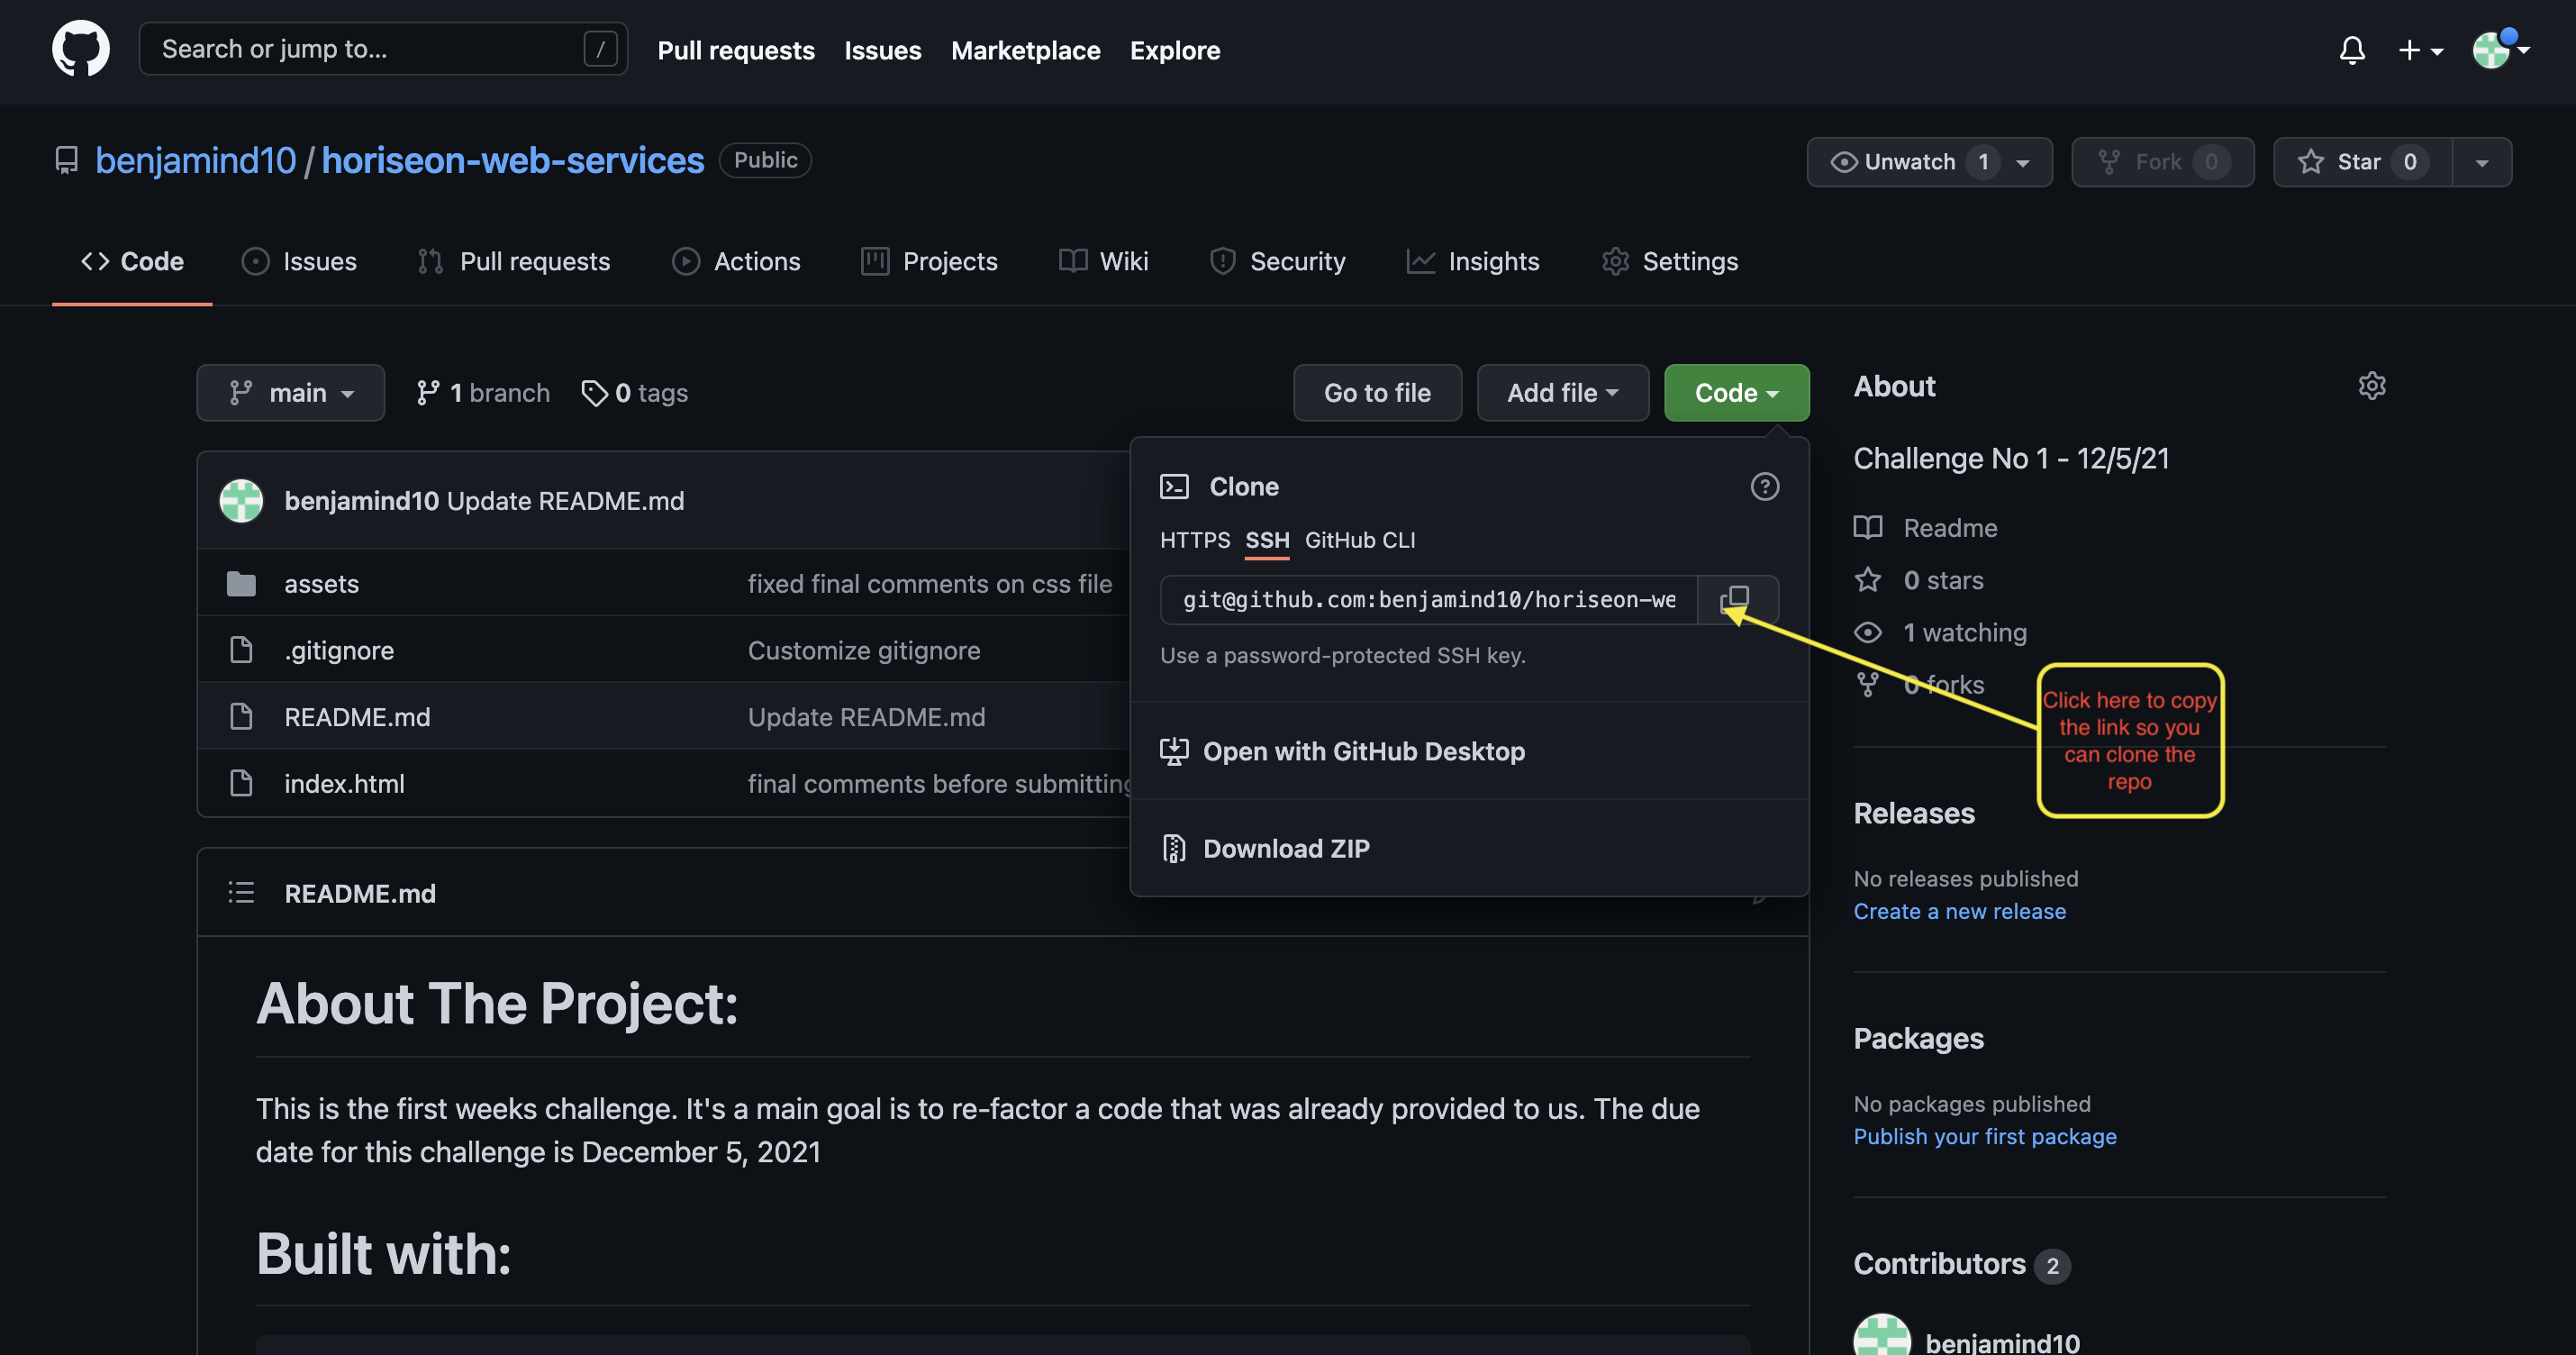 Search or jump to... /
Pull requests Issues Marketplace Explore
benjamind10 / horiseon-web-services Public
Unwatch 1 Fork 0 Star 0
Code Issues Pull requests Actions Projects Wiki Security Insights Settings
main 1 branch 0 tags
Go to file Add file Code
benjamind10 Update README.md
assets fixed final comments on css file
.gitignore Customize gitignore
README.md Update README.md
index.html final comments before submitting
Clone
HTTPS SSH GitHub CLI
git@github.com:benjamind10/horiseon-we
Use a password-protected SSH key.
Open with GitHub Desktop
Download ZIP
README.md
About The Project:
This is the first weeks challenge. It's a main goal is to re-factor a code that was already provided to us. The due
date for this challenge is December 5, 2021
Built with:
About
Challenge No 1 - 12/5/21
Readme
0 stars
1 watching
0 forks
Click here to copy
the link so you
can clone the
repo
Releases
No releases published
Create a new release
Packages
No packages published
Publish your first package
Contributors 2
benjamind10